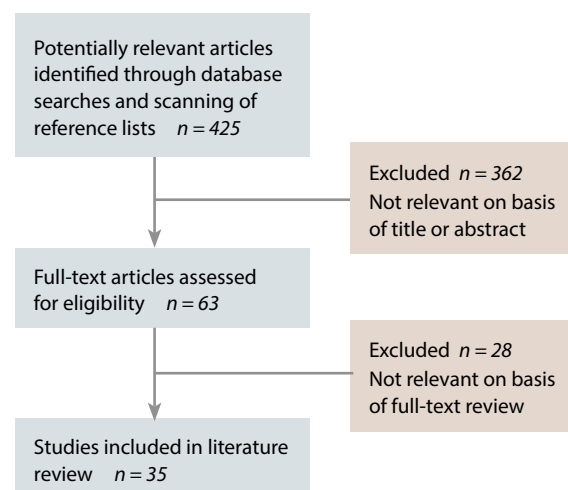 Potentially relevant articles
identified through database
searches and scanning of
reference lists n = 425
Excluded n = 362
Not relevant on basis
of title or abstract
Full-text articles assessed
for eligibility n = 63
Excluded n = 28
Not relevant on basis
of full-text review
Studies included in literature
review n = 35